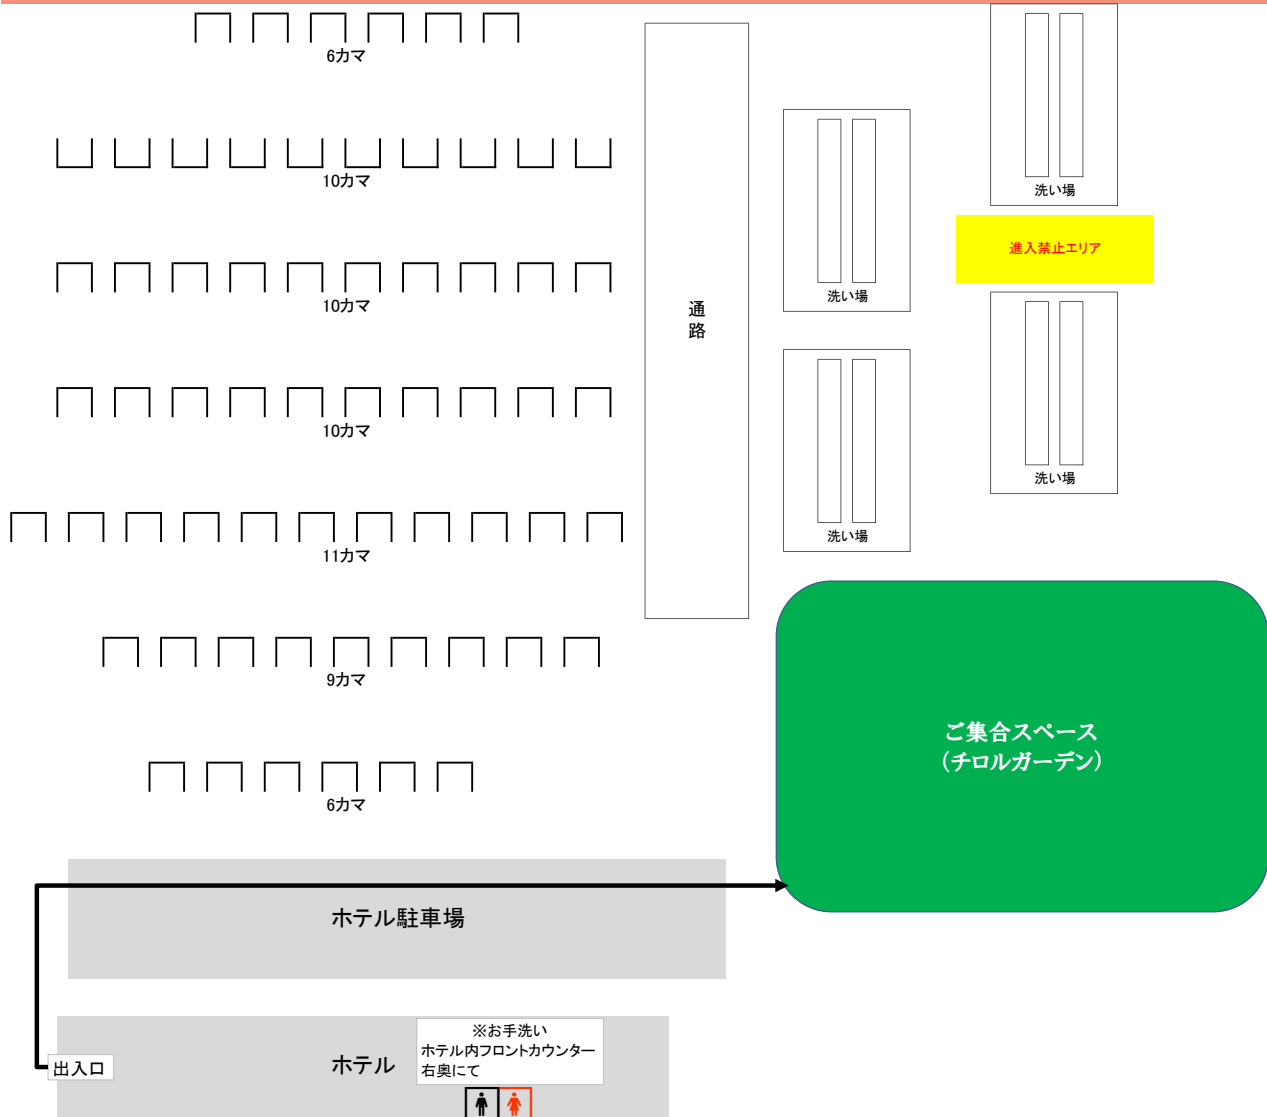 6カマ
10カマ
10カマ
10カマ
11カマ
9カマ
6カマ
通
路
洗い場
洗い場
洗い場
進入禁止エリア
洗い場
ご集合スペース
（チロルガーデン）
ホテル駐車場
出入口
ホテル
※お手洗い
ホテル内フロントカウンター
右奥にて